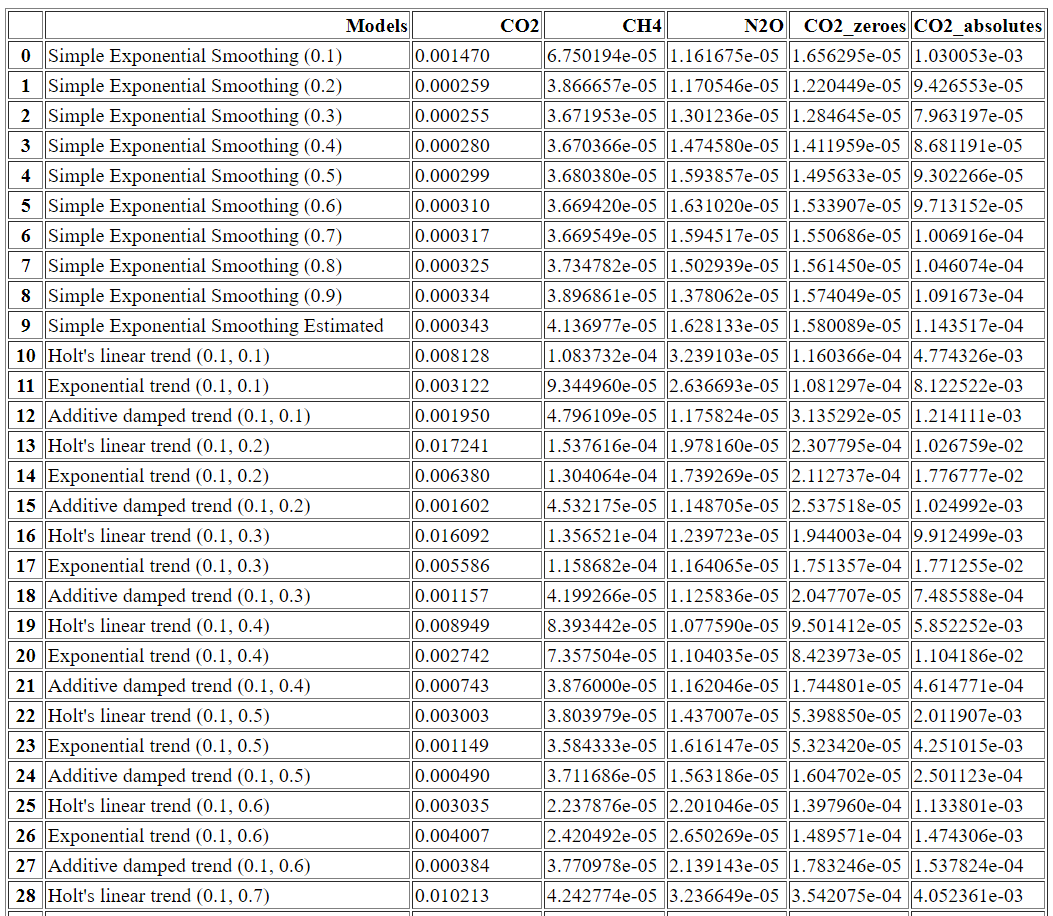 Models CO2 CH4 N2O CO2_zeroes CO2_absolutes
0 Simple Exponential Smoothing (0.1) 0.001470 6.750194e-05 1.161675e-05 1.656295e-05 1.030053e-03
1 Simple Exponential Smoothing (0.2) 0.000259 3.866657e-05 1.170546e-05 1.220449e-05 9.426553e-05
2 Simple Exponential Smoothing (0.3) 0.000255 3.671953e-05 1.301236e-05 1.284645e-05 7.963197e-05
3 Simple Exponential Smoothing (0.4) 0.000280 3.670366e-05 1.474580e-05 1.411959e-05 8.681191e-05
4 Simple Exponential Smoothing (0.5) 0.000299 3.680380e-05 1.593857e-05 1.495633e-05 9.302266e-05
5 Simple Exponential Smoothing (0.6) 0.000310 3.669420e-05 1.631020e-05 1.533907e-05 9.713152e-05
6 Simple Exponential Smoothing (0.7) 0.000317 3.669549e-05 1.594517e-05 1.550686e-05 1.006916e-04
7 Simple Exponential Smoothing (0.8) 0.000325 3.734782e-05 1.502939e-05 1.561450e-05 1.046074e-04
8 Simple Exponential Smoothing (0.9) 0.000334 3.896861e-05 1.378062e-05 1.574049e-05 1.091673e-04
9 Simple Exponential Smoothing Estimated 0.000343 4.136977e-05 1.628133e-05 1.580089e-05 1.143517e-04
10 Holt's linear trend (0.1, 0.1) 0.008128 1.083732e-04 3.239103e-05 1.160366e-04 4.774326e-03
11 Exponential trend (0.1, 0.1) 0.003122 9.344960e-05 2.636693e-05 1.081297e-04 8.122522e-03
12 Additive damped trend (0.1, 0.1) 0.001950 4.796109e-05 1.175824e-05 3.135292e-05 1.214111e-03
13 Holt's linear trend (0.1, 0.2) 0.017241 1.537616e-04 1.978160e-05 2.307795e-04 1.026759e-02
14 Exponential trend (0.1, 0.2) 0.006380 1.304064e-04 1.739269e-05 2.112737e-04 1.776777e-02
15 Additive damped trend (0.1, 0.2) 0.001602 4.532175e-05 1.148705e-05 2.537518e-05 1.024992e-03
16 Holt's linear trend (0.1, 0.3) 0.016092 1.356521e-04 1.239723e-05 1.944003e-04 9.912499e-03
17 Exponential trend (0.1, 0.3) 0.005586 1.158682e-04 1.164065e-05 1.751357e-04 1.771255e-02
18 Additive damped trend (0.1, 0.3) 0.001157 4.199266e-05 1.125836e-05 2.047707e-05 7.485588e-04
19 Holt's linear trend (0.1, 0.4) 0.008949 8.393442e-05 1.077590e-05 9.501412e-05 5.852252e-03
20 Exponential trend (0.1, 0.4) 0.002742 7.357504e-05 1.104035e-05 8.423973e-05 1.104186e-02
21 Additive damped trend (0.1, 0.4) 0.000743 3.876000e-05 1.162046e-05 1.744801e-05 4.614771e-04
22 Holt's linear trend (0.1, 0.5) 0.003003 3.803979e-05 1.437007e-05 5.398850e-05 2.011907e-03
23 Exponential trend (0.1, 0.5) 0.001149 3.584333e-05 1.616147e-05 5.323420e-05 4.251015e-03
24 Additive damped trend (0.1, 0.5) 0.000490 3.711686e-05 1.563186e-05 1.604702e-05 2.501123e-04
25 Holt's linear trend (0.1, 0.6) 0.003035 2.237876e-05 2.201046e-05 1.397960e-04 1.133801e-03
26 Exponential trend (0.1, 0.6) 0.004007 2.420492e-05 2.650269e-05 1.489571e-04 1.474306e-03
27 Additive damped trend (0.1, 0.6) 0.000384 3.770978e-05 2.139143e-05 1.783246e-05 1.537824e-04
28 Holt's linear trend (0.1, 0.7) 0.010213 4.242774e-05 3.236649e-05 3.542075e-04 4.052361e-03